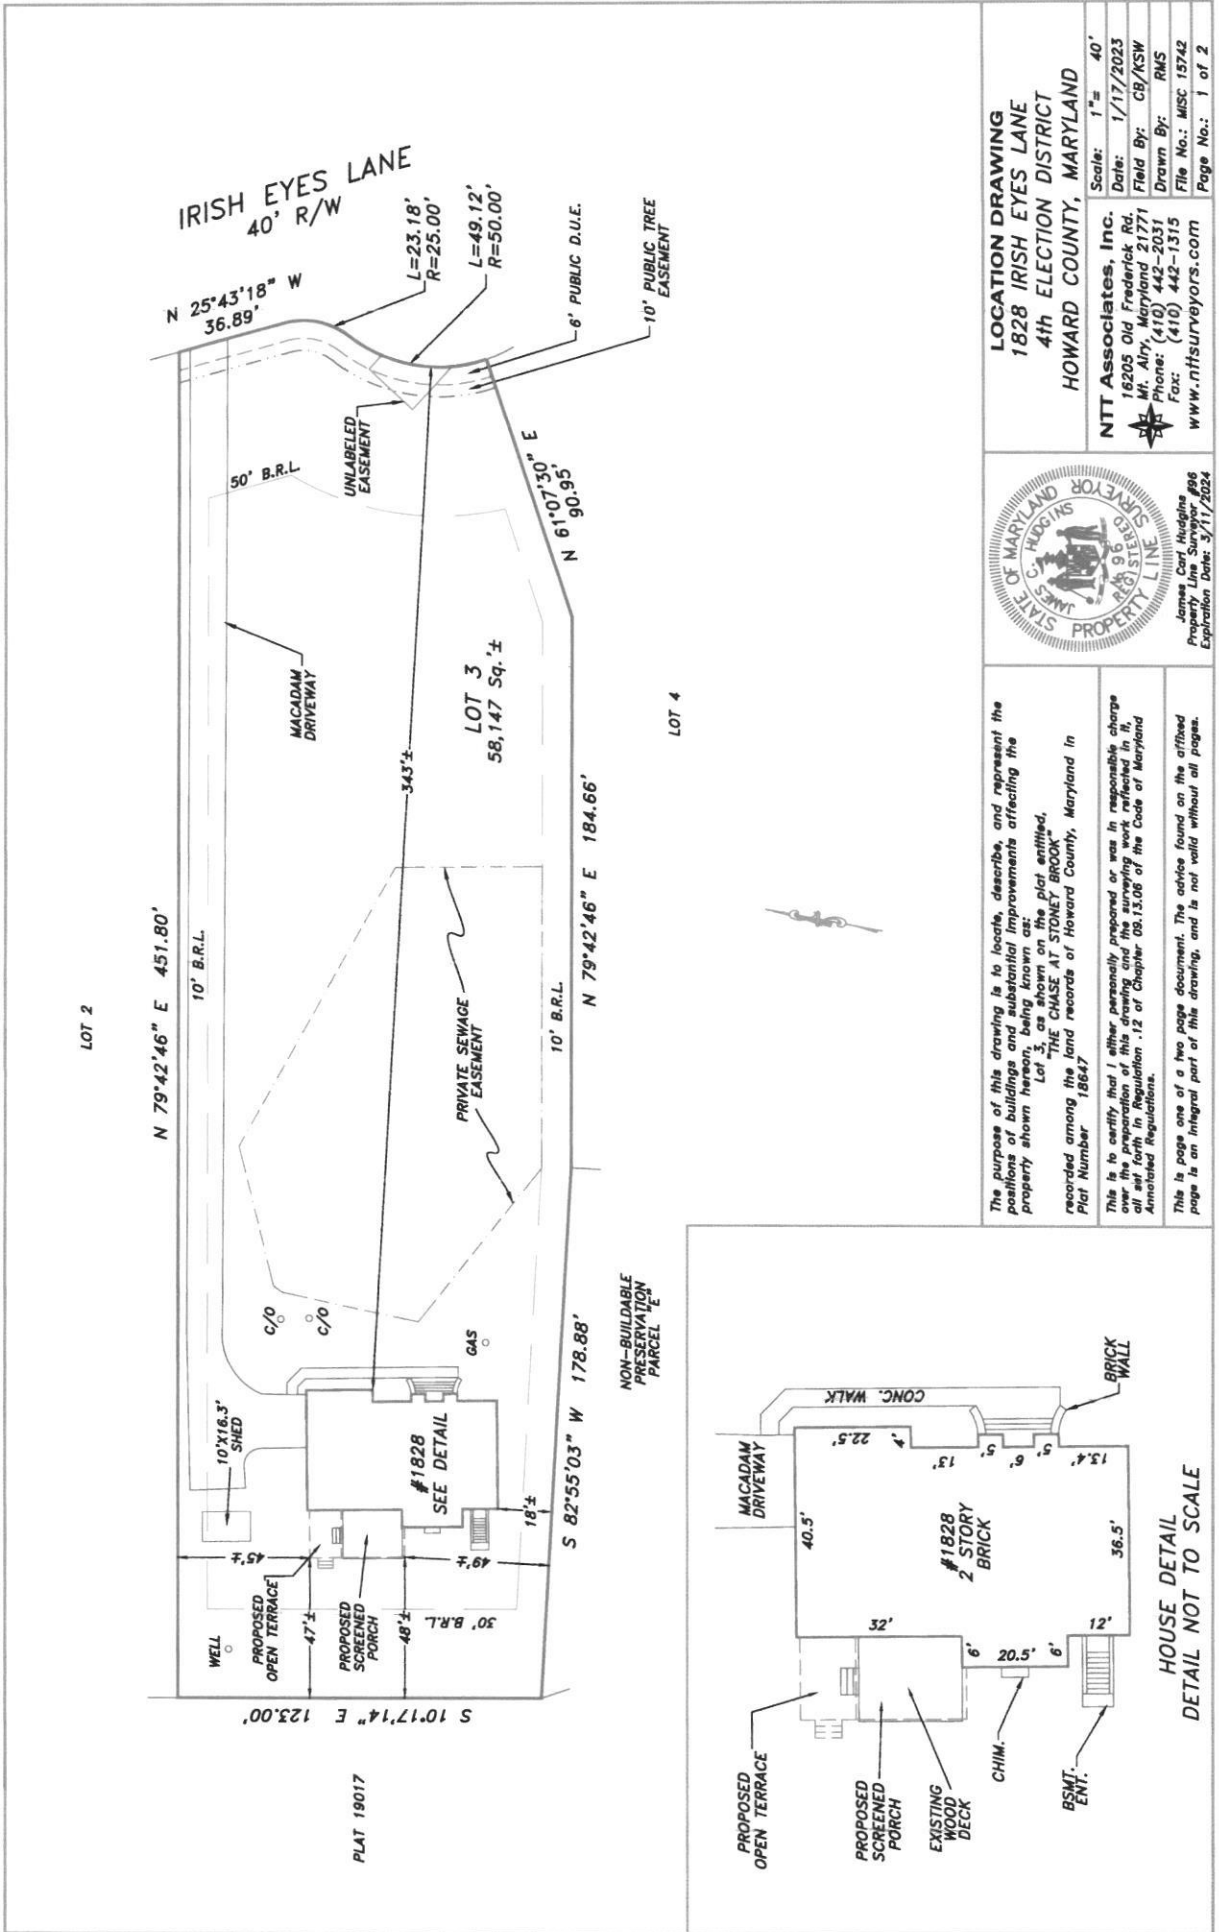 LOT 2
N 79°42'46" E 451.80'
IRISH EYES LANE
40' R/W
N 25°43'18" W
36.89'
L=23.18'
R=25.00'
L=49.12'
R=50.00'
6' PUBLIC D.U.E.
10' PUBLIC TREE
EASEMENT
UNLABELED
EASEMENT
50' B.R.L.
10' B.R.L.
MACADAM
DRIVEWAY
N 61°07'30" E
90.95'
LOT 3
58,147 Sq.'±
343'±
LOT 4
PRIVATE SEWAGE
EASEMENT
10' B.R.L.
N 79°42'46" E 184.66'
C/O
C/O
GAS
10'X16.3'
SHED
#1828
SEE DETAIL
45'±
49'±
18'±
47'±
48'±
30' B.R.L.
WELL
PROPOSED
OPEN TERRACE
PROPOSED
SCREENED
PORCH
S 82°55'03" W 178.88'
NON-BUILDABLE
PRESERVATION
PARCEL "E"
S 10°17'14" E 123.00'
PLAT 19017
PROPOSED
OPEN TERRACE
PROPOSED
SCREENED
PORCH
EXISTING
WOOD
DECK
CHIM.
BSMT.
ENT.
MACADAM
DRIVEWAY
CONC. WALK
BRICK
WALL
40.5'
22.5'
4'
13'
5'
6'
5'
13.4'
#1828
2 STORY
BRICK
32'
6'
20.5'
6'
12'
36.5'
HOUSE DETAIL
DETAIL NOT TO SCALE
The purpose of this drawing is to locate, describe, and represent the
positions of buildings and substantial improvements affecting the
property shown hereon, being known as:
Lot 3, as shown on the plat entitled,
"THE CHASE AT STONEY BROOK"
recorded among the land records of Howard County, Maryland in
Plat Number 18647
This is to certify that I either personally prepared or was in responsible charge
over the preparation of this drawing and the surveying work reflected in it,
all set forth in Regulation .12 of Chapter 09.13.06 of the Code of Maryland
Annotated Regulations.
This is page one of a two page document. The advice found on the affixed
page is an integral part of this drawing, and is not valid without all pages.
STATE OF MARYLAND
JAMES C. HUDGINS
No 96
REGISTERED
PROPERTY LINE SURVEYOR
James Carl Hudgins
Property Line Surveyor #96
Expiration Date: 3/11/2024
LOCATION DRAWING
1828 IRISH EYES LANE
4th ELECTION DISTRICT
HOWARD COUNTY, MARYLAND
NTT Associates, Inc.
16205 Old Frederick Rd.
Mt. Airy, Maryland 21771
Phone: (410) 442-2031
Fax: (410) 442-1315
www.nttsurveyors.com
Scale: 1"= 40'
Date: 1/17/2023
Field By: CB/KSW
Drawn By: RMS
File No.: MISC 15742
Page No.: 1 of 2